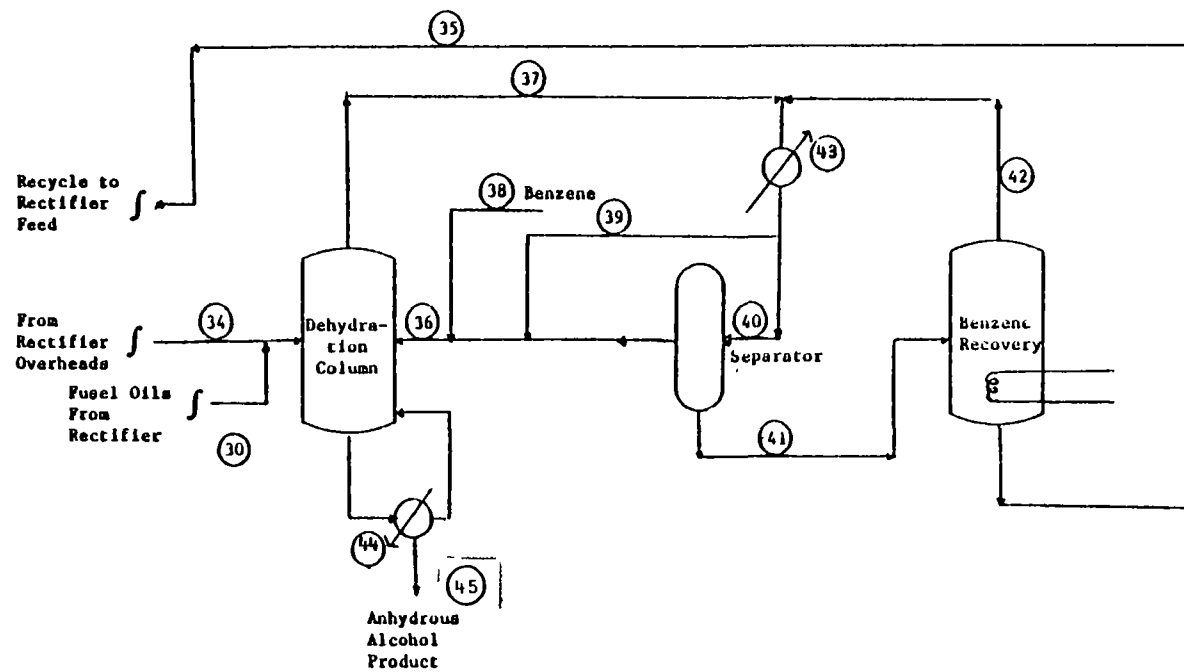 35
37
43
38 Benzene
42
39
Recycle to
Rectifier
Feed
34
From
Rectifier
Overheads
Dehydra-
tion
Column
36
40
Separator
Benzene
Recovery
Fusel Oils
From
Rectifier
30
41
44
45
Anhydrous
Alcohol
Product